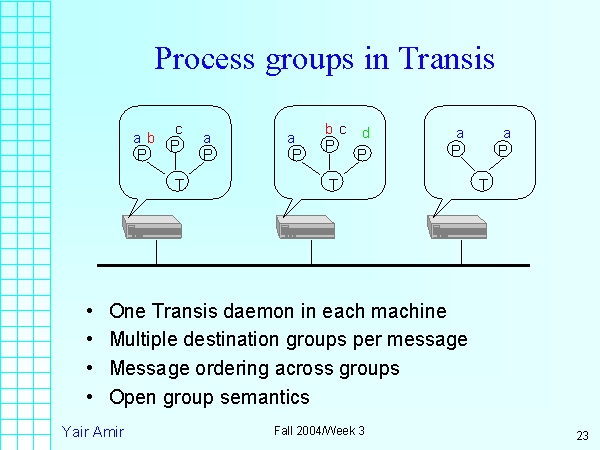 Process groups in Transis
a b c a
P P P
T
a b c d
P P P
T
a a
P P
T
• One Transis daemon in each machine
• Multiple destination groups per message
• Message ordering across groups
• Open group semantics
Yair Amir
Fall 2004/Week 3
23